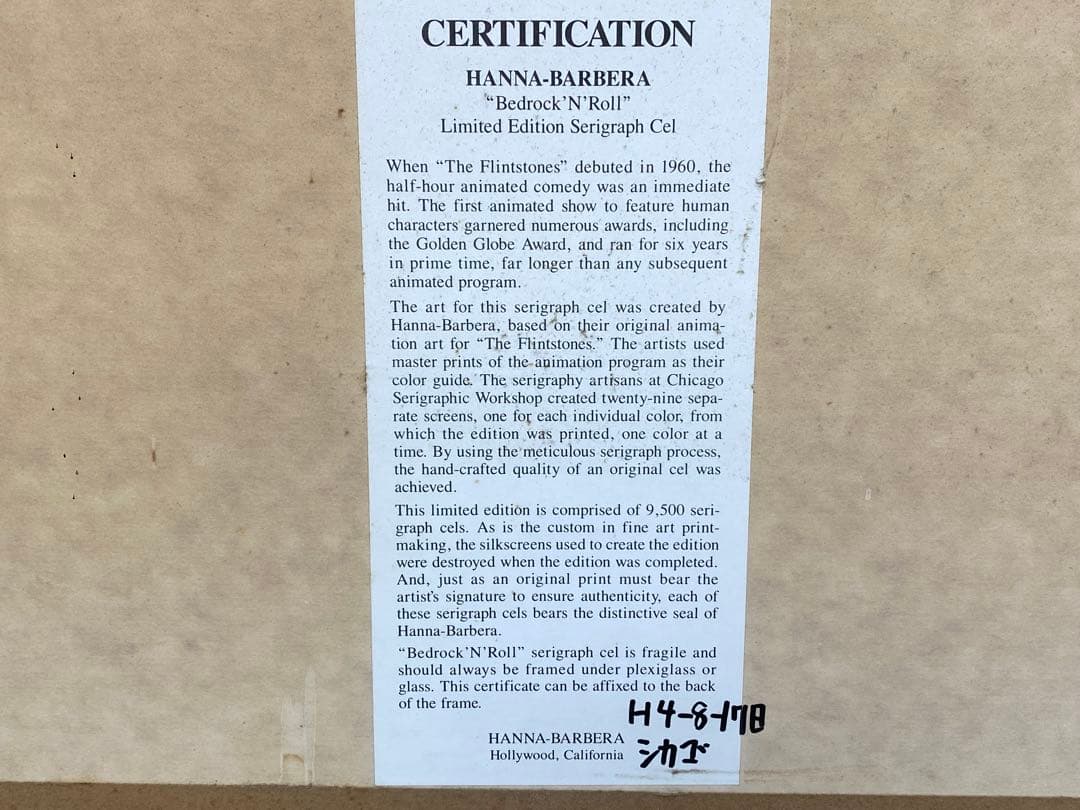 CERTIFICATION
HANNA-BARBERA
“Bedrock’N’Roll”
Limited Edition Serigraph Cel
When “The Flintstones” debuted in 1960, the
half-hour animated comedy was an immediate
hit. The first animated show to feature human
characters garnered numerous awards, including
the Golden Globe Award, and ran for six years
in prime time, far longer than any subsequent
animated program.
The art for this serigraph cel was created by
Hanna-Barbera, based on their original anima-
tion art for “The Flintstones.” The artists used
master prints of the animation program as their
color guide. The serigraphy artisans at Chicago
Serigraphic Workshop created twenty-nine sepa-
rate screens, one for each individual color, from
which the edition was printed, one color at a
time. By using the meticulous serigraph process,
the hand-crafted quality of an original cel was
achieved.
This limited edition is comprised of 9,500 seri-
graph cels. As is the custom in fine art print-
making, the silkscreens used to create the edition
were destroyed when the edition was completed.
And, just as an original print must bear the
artist’s signature to ensure authenticity, each of
these serigraph cels bears the distinctive seal of
Hanna-Barbera.
“Bedrock’N’Roll” serigraph cel is fragile and
should always be framed under plexiglass or
glass. This certificate can be affixed to the back
of the frame.
H4-8-17日
HANNA-BARBERA
シカゴ
Hollywood, California